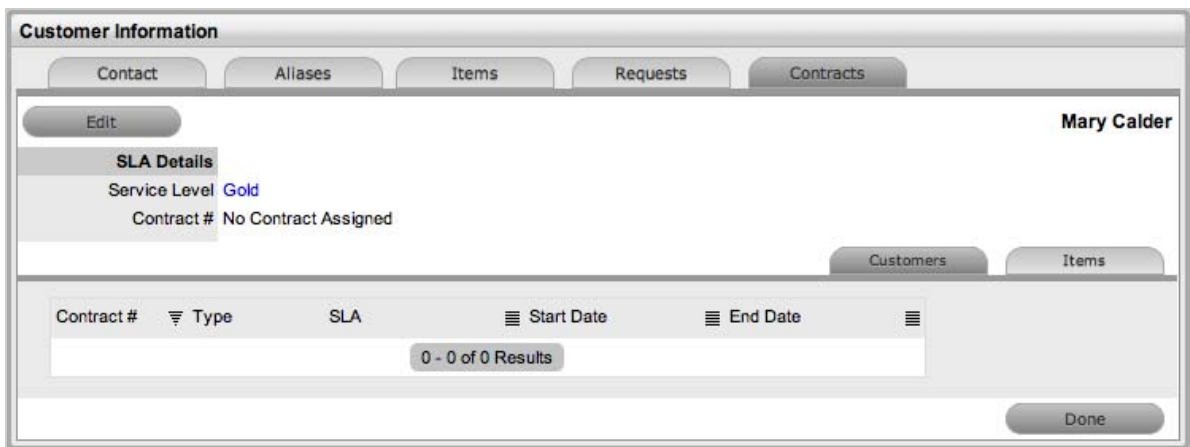 Customer Information
Contact Aliases Items Requests Contracts
Edit Mary Calder
SLA Details
Service Level Gold
Contract # No Contract Assigned
Customers Items
Contract # Type SLA Start Date End Date
0 - 0 of 0 Results
Done